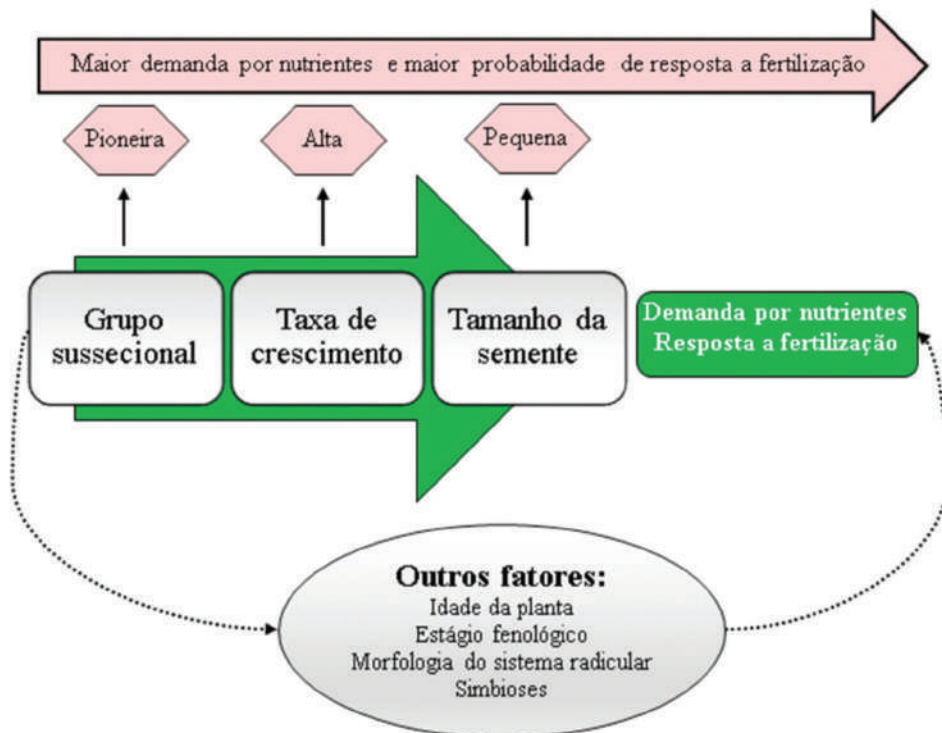 Maior demanda por nutrientes e maior probabilidade de resposta a fertilização
Pioneira
Alta
Pequena
Grupo
sussecional
Taxa de
crescimento
Tamanho da
semente
Demanda por nutrientes
Resposta a fertilização
Outros fatores:
Idade da planta
Estágio fenológico
Morfologia do sistema radicular
Simbioses